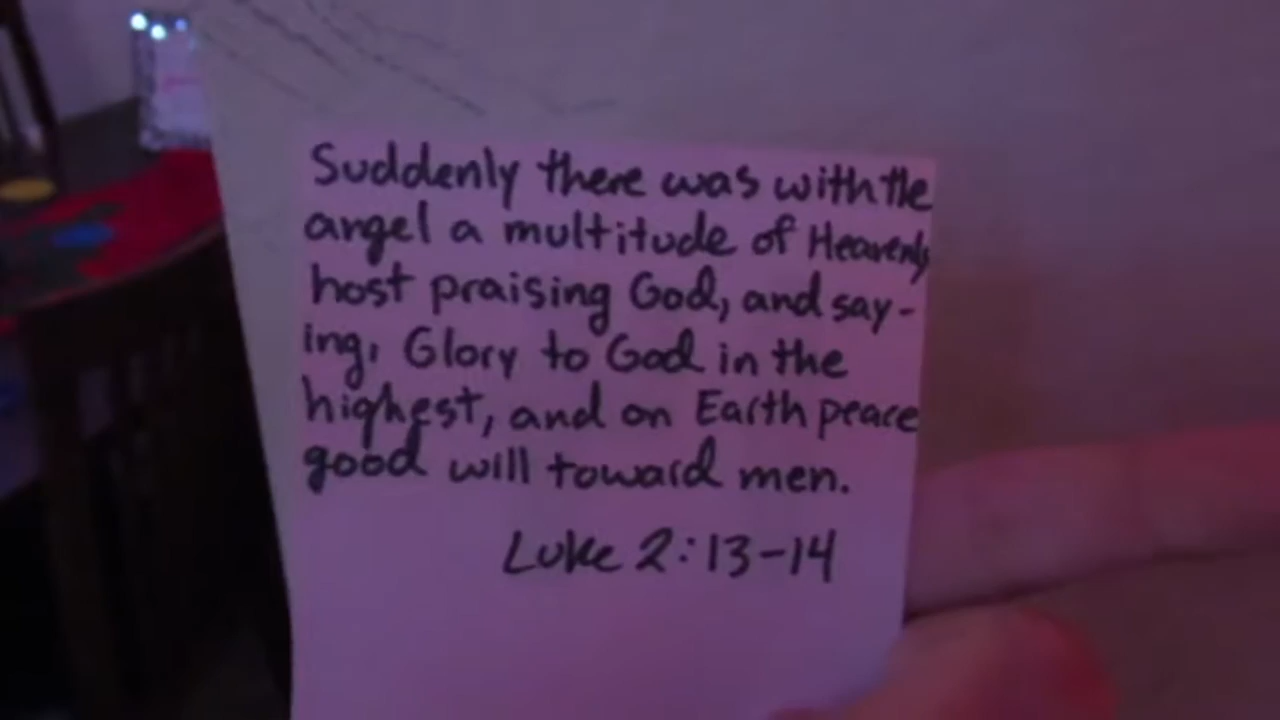 Suddenly there was with the
angel a multitude of Heavenly
host praising God, and say-
ing, Glory to God in the
highest, and on Earth peace
good will toward men.
Luke 2:13-14